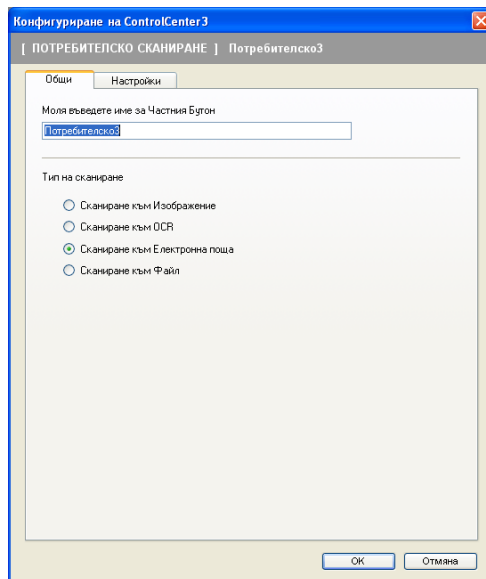 Конфигуриране на ControlCenter3
[ ПОТРЕБИТЕЛСКО СКАНИРАНЕ ] Потребителско3
Общи Настройки
Моля въведете име за Частния Бутон
Потребителско3
Тип на сканиране
Сканиране към Изображение
Сканиране към OCR
Сканиране към Електронна поща
Сканиране към Файл
OK Отмяна